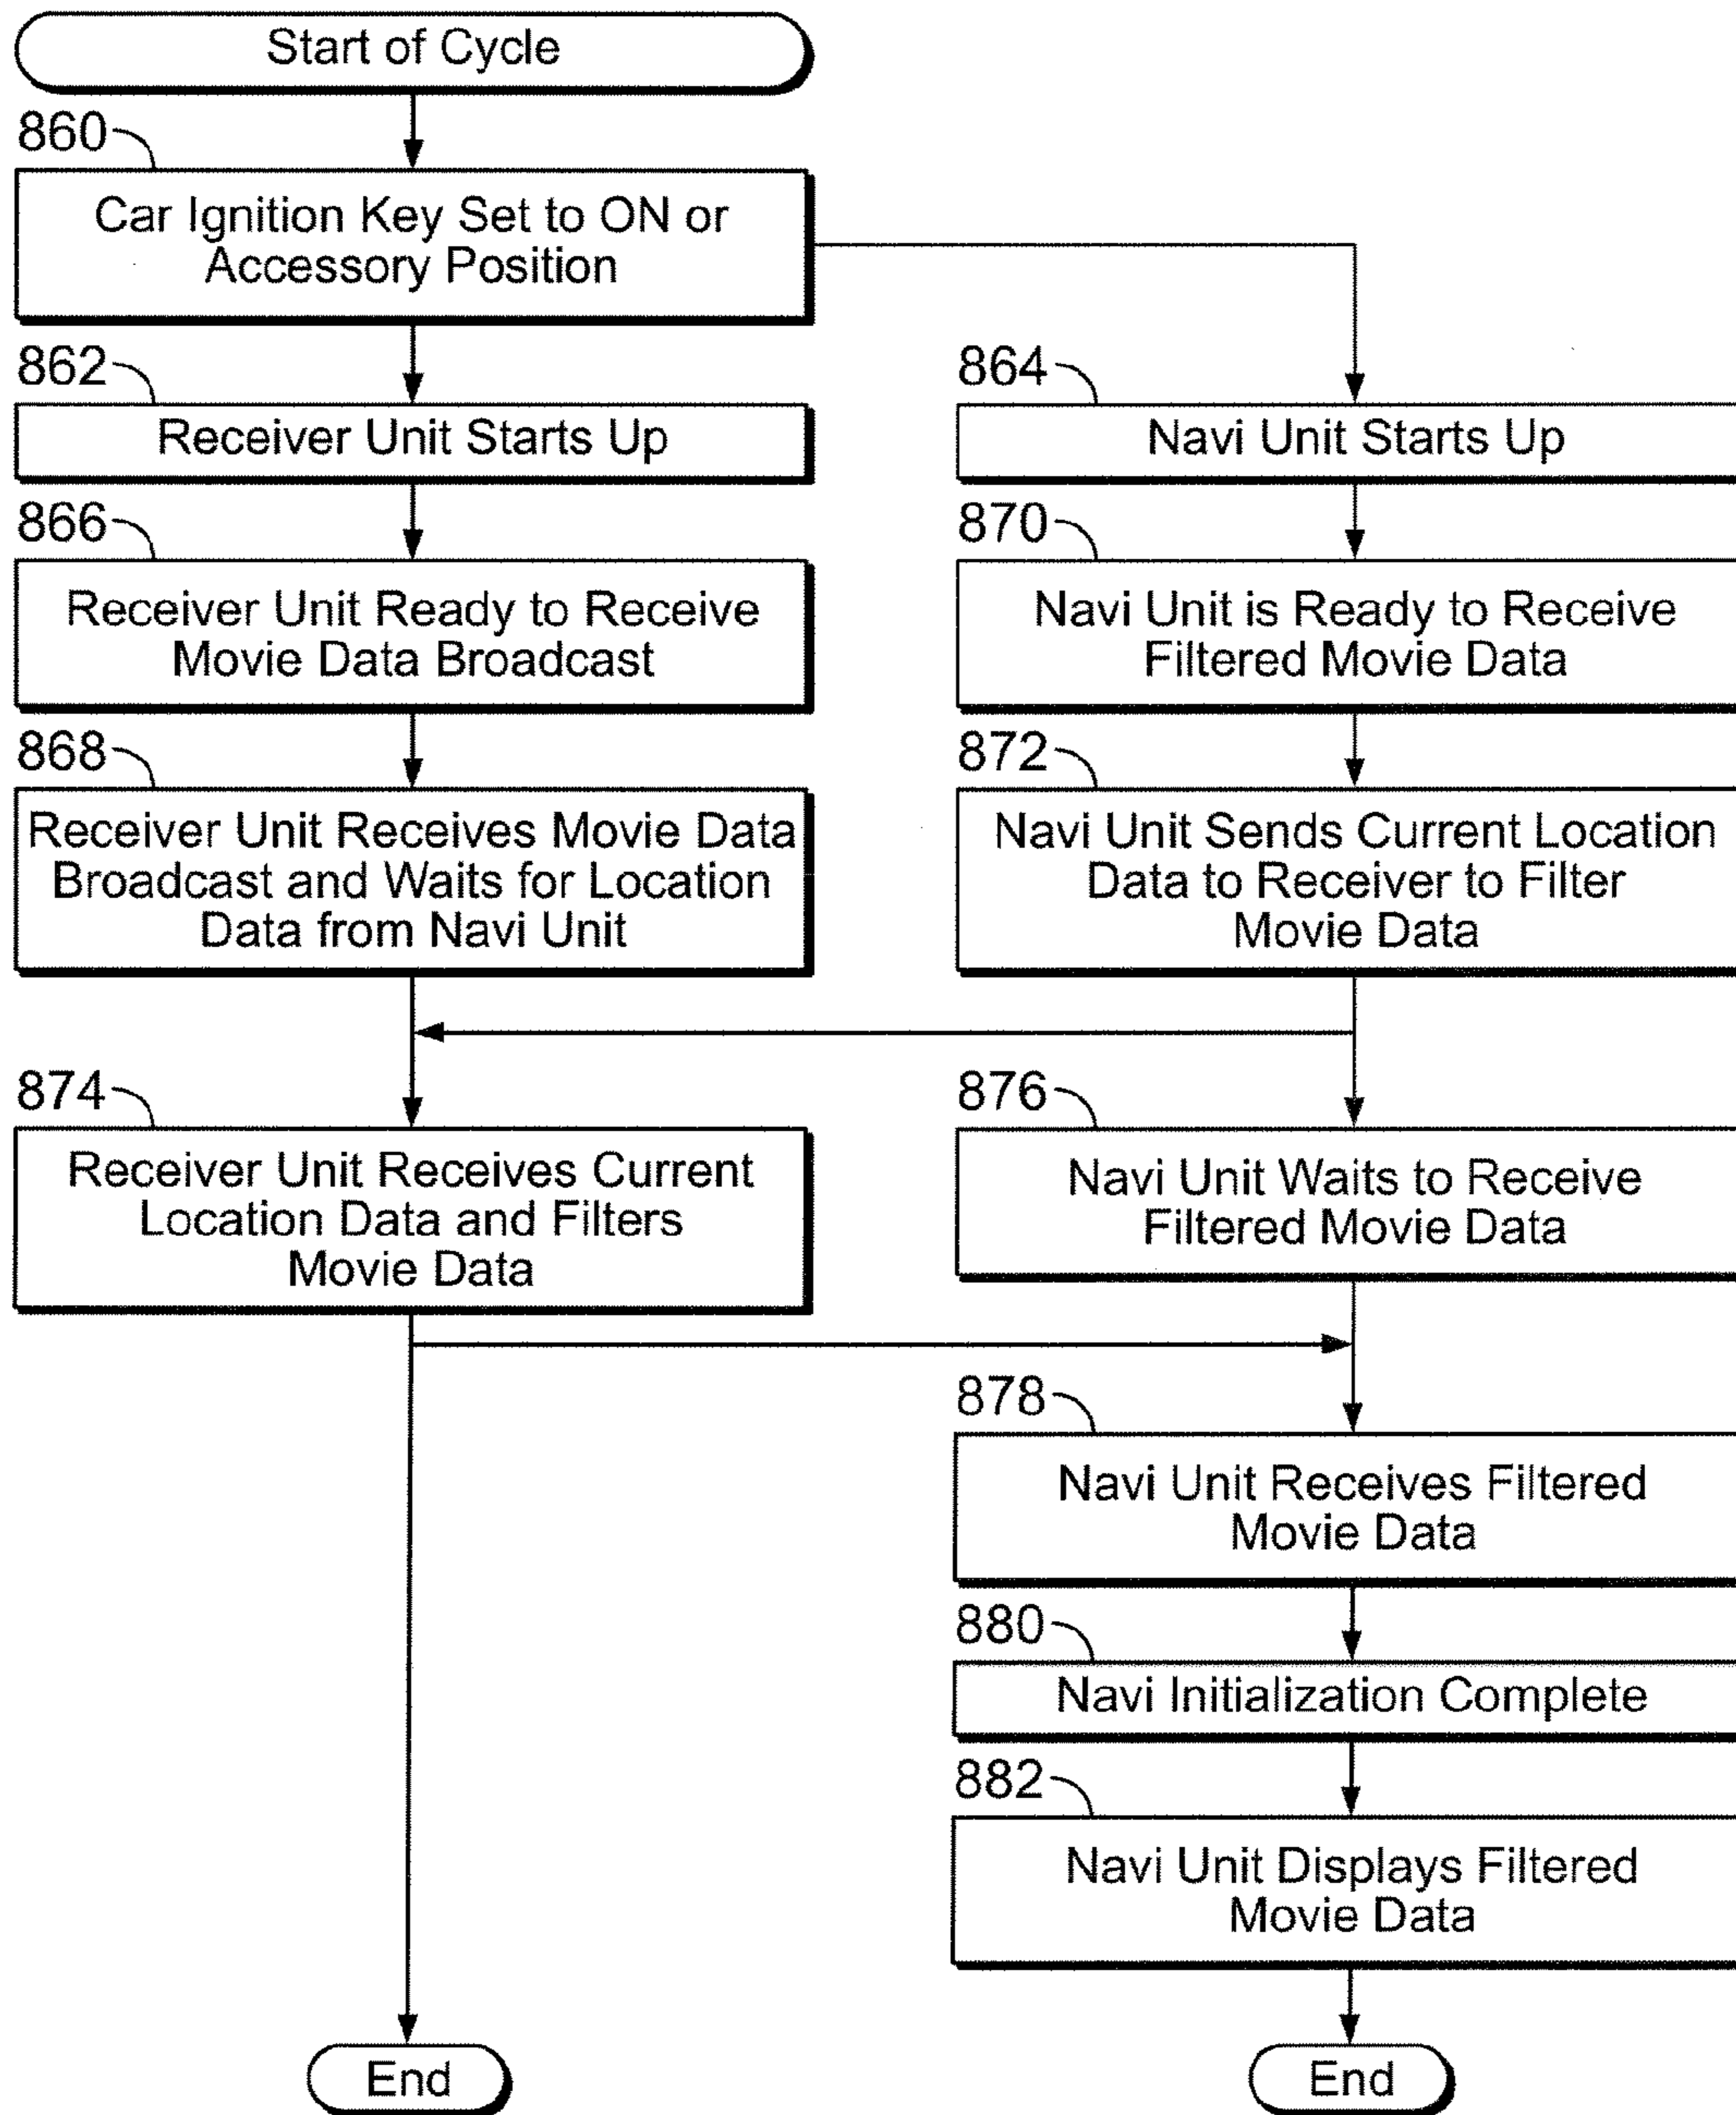 Start of Cycle
860
Car Ignition Key Set to ON or
Accessory Position
862
Receiver Unit Starts Up
864
Navi Unit Starts Up
866
Receiver Unit Ready to Receive
Movie Data Broadcast
870
Navi Unit is Ready to Receive
Filtered Movie Data
868
Receiver Unit Receives Movie Data
Broadcast and Waits for Location
Data from Navi Unit
872
Navi Unit Sends Current Location
Data to Receiver to Filter
Movie Data
874
Receiver Unit Receives Current
Location Data and Filters
Movie Data
876
Navi Unit Waits to Receive
Filtered Movie Data
878
Navi Unit Receives Filtered
Movie Data
880
Navi Initialization Complete
882
Navi Unit Displays Filtered
Movie Data
End
End